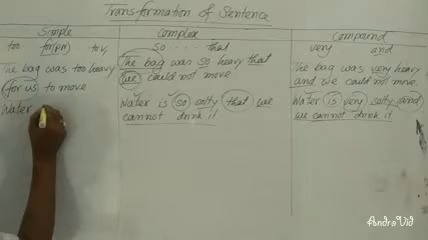 Transformation of Sentence
Simple
too for(pn) to v,
The bag was too heavy
for us to move
Water
Complex
so ..... that
The bag was so heavy that
we could not move
Water is so salty that we
cannot drink it
Compound
very and
The bag was very heavy
and we could not move.
Water is very salty and
we cannot drink it.
AndroVid